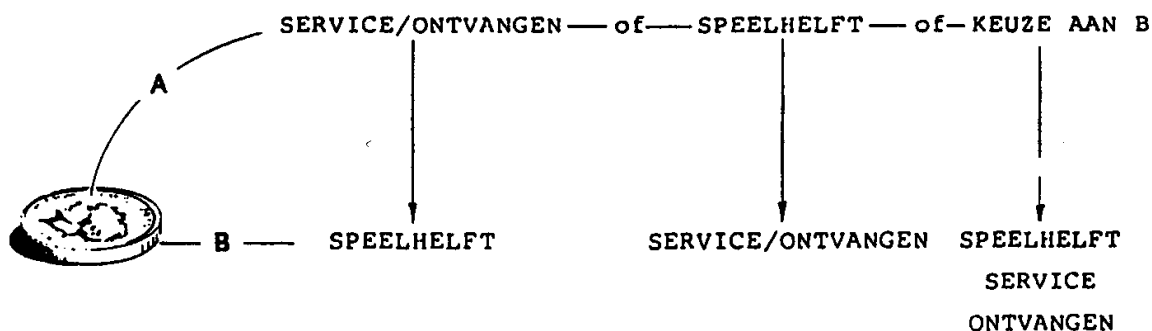 SERVICE/ONTVANGEN — of — SPEELHELFT — of — KEUZE AAN B
A
B SPEELHELFT SERVICE/ONTVANGEN SPEELHELFT
SERVICE
ONTVANGEN